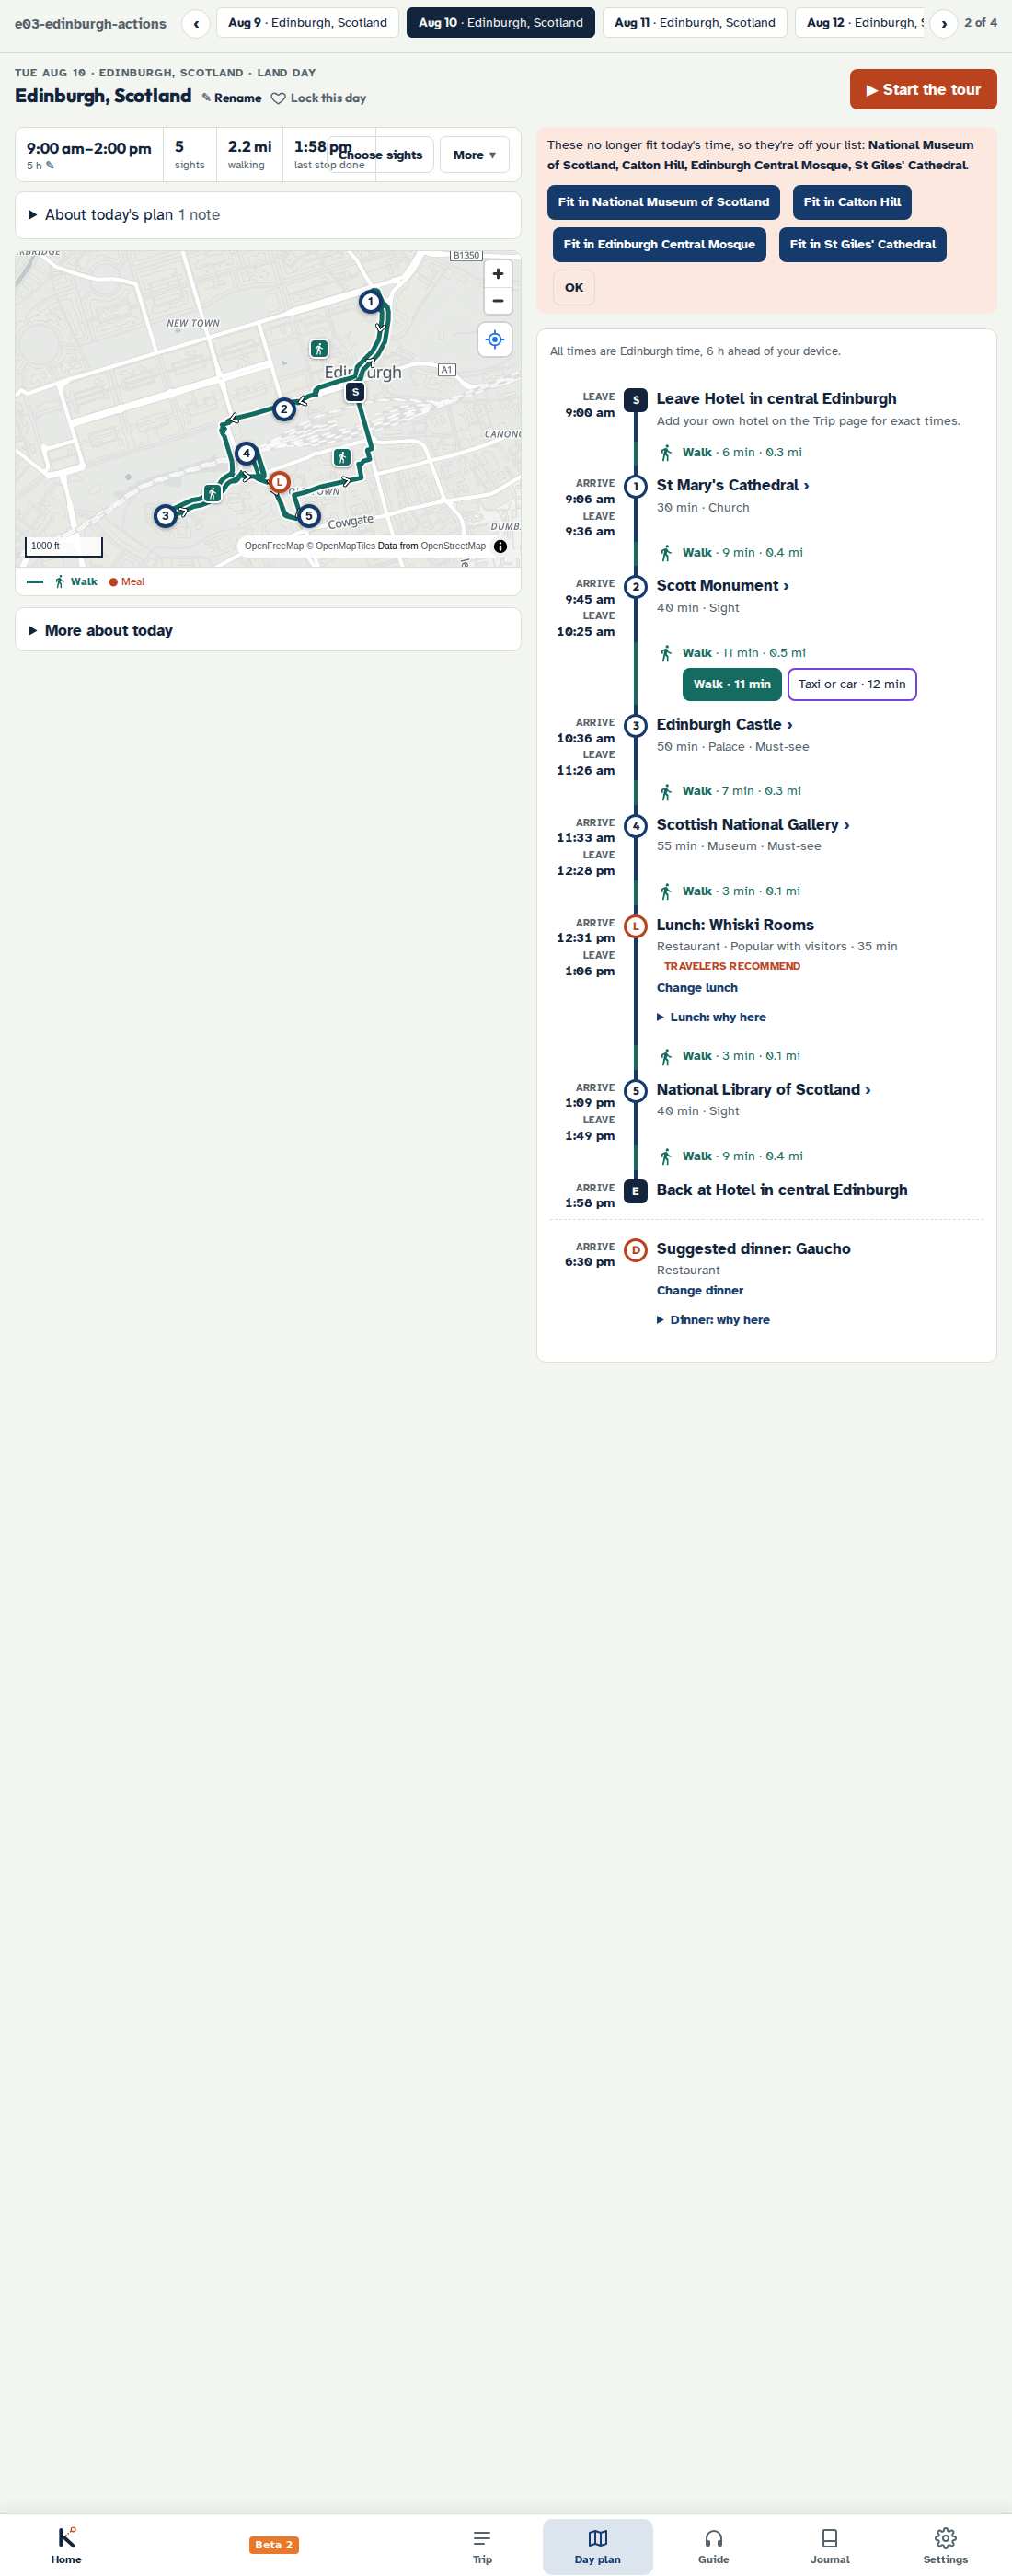 e03-edinburgh-actions
‹
Aug 9 · Edinburgh, Scotland
Aug 10 · Edinburgh, Scotland
Aug 11 · Edinburgh, Scotland
Aug 12 · Edinburgh, S
›
2 of 4
TUE AUG 10 · EDINBURGH, SCOTLAND · LAND DAY
Edinburgh, Scotland ✎ Rename Lock this day
▶ Start the tour
9:00 am–2:00 pm
5 h ✎
5
sights
2.2 mi
walking
1:58 pm
last stop done
Choose sights
More ▼
▶ About today's plan 1 note
B1350
NEW TOWN
Edinburgh
A1
Cowgate
1
2
3
4
5
S
L
+
−
1000 ft
OpenFreeMap © OpenMapTiles Data from OpenStreetMap
Walk
Meal
▶ More about today
These no longer fit today's time, so they're off your list: National Museum
of Scotland, Calton Hill, Edinburgh Central Mosque, St Giles' Cathedral.
Fit in National Museum of Scotland
Fit in Calton Hill
Fit in Edinburgh Central Mosque
Fit in St Giles' Cathedral
OK
All times are Edinburgh time, 6 h ahead of your device.
LEAVE
9:00 am
S
Leave Hotel in central Edinburgh
Add your own hotel on the Trip page for exact times.
Walk · 6 min · 0.3 mi
ARRIVE
9:06 am
LEAVE
9:36 am
1
St Mary's Cathedral ›
30 min · Church
Walk · 9 min · 0.4 mi
ARRIVE
9:45 am
LEAVE
10:25 am
2
Scott Monument ›
40 min · Sight
Walk · 11 min · 0.5 mi
Walk · 11 min
Taxi or car · 12 min
ARRIVE
10:36 am
LEAVE
11:26 am
3
Edinburgh Castle ›
50 min · Palace · Must-see
Walk · 7 min · 0.3 mi
ARRIVE
11:33 am
LEAVE
12:28 pm
4
Scottish National Gallery ›
55 min · Museum · Must-see
Walk · 3 min · 0.1 mi
ARRIVE
12:31 pm
LEAVE
1:06 pm
L
Lunch: Whiski Rooms
Restaurant · Popular with visitors · 35 min
TRAVELERS RECOMMEND
Change lunch
▶ Lunch: why here
Walk · 3 min · 0.1 mi
ARRIVE
1:09 pm
LEAVE
1:49 pm
5
National Library of Scotland ›
40 min · Sight
Walk · 9 min · 0.4 mi
ARRIVE
1:58 pm
E
Back at Hotel in central Edinburgh
ARRIVE
6:30 pm
D
Suggested dinner: Gaucho
Restaurant
Change dinner
▶ Dinner: why here
Home
Beta 2
Trip
Day plan
Guide
Journal
Settings